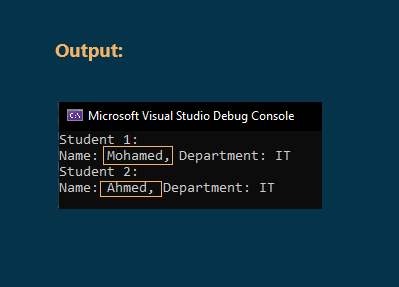 Output:
C:\ Microsoft Visual Studio Debug Console
Student 1:
Name: Mohamed, Department: IT
Student 2:
Name: Ahmed, Department: IT